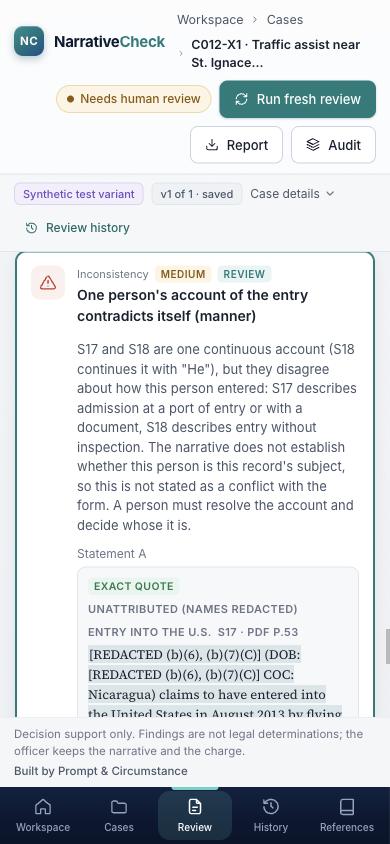 Workspace › Cases
NC NarrativeCheck
› C012-X1 · Traffic assist near
St. Ignace...
Needs human review
Run fresh review
Report
Audit
Synthetic test variant
v1 of 1 · saved
Case details
Review history
Inconsistency MEDIUM REVIEW
One person's account of the entry
contradicts itself (manner)
S17 and S18 are one continuous account (S18
continues it with "He"), but they disagree
about how this person entered: S17 describes
admission at a port of entry or with a
document, S18 describes entry without
inspection. The narrative does not establish
whether this person is this record's subject,
so this is not stated as a conflict with the
form. A person must resolve the account and
decide whose it is.
Statement A
EXACT QUOTE
UNATTRIBUTED (NAMES REDACTED)
ENTRY INTO THE U.S. S17 · PDF P.53
[REDACTED (b)(6), (b)(7)(C)] (DOB:
[REDACTED (b)(6), (b)(7)(C)] COC:
Nicaragua) claims to have entered into
the United States in August 2013 by flying
Decision support only. Findings are not legal determinations; the
officer keeps the narrative and the charge.
Built by Prompt & Circumstance
Workspace
Cases
Review
History
References